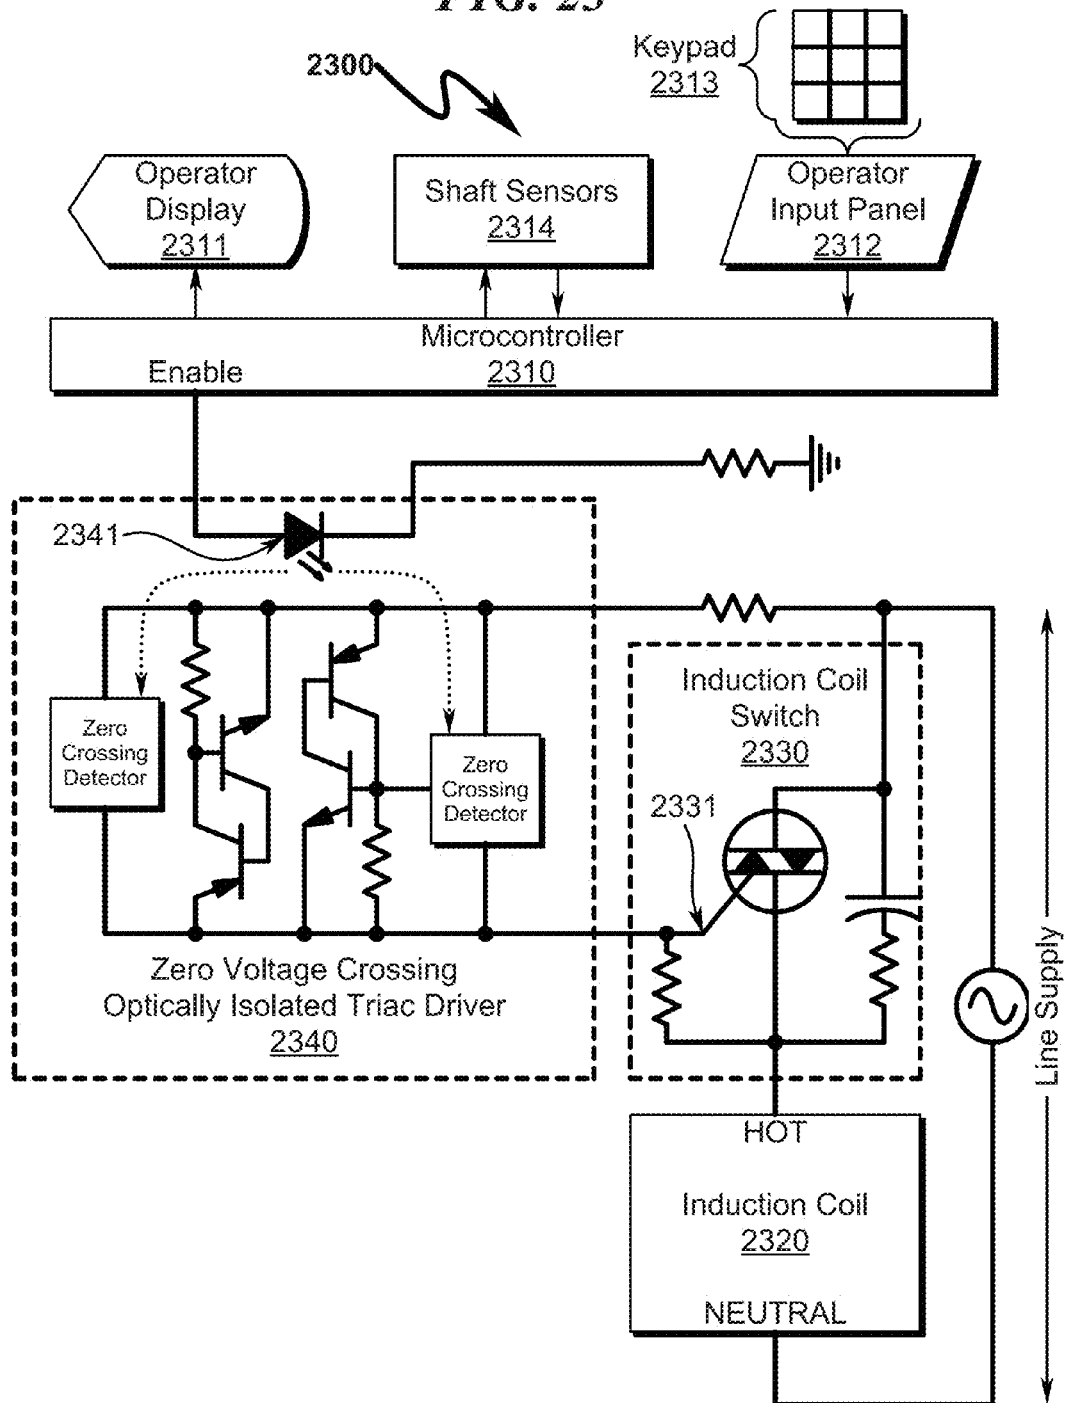 FIG. 23
2300
Keypad
2313
Operator
Display
2311
Shaft Sensors
2314
Operator
Input Panel
2312
Microcontroller
2310
Enable
2341
Zero
Crossing
Detector
Zero
Crossing
Detector
Induction Coil
Switch
2330
2331
Zero Voltage Crossing
Optically Isolated Triac Driver
2340
Line Supply
HOT
Induction Coil
2320
NEUTRAL